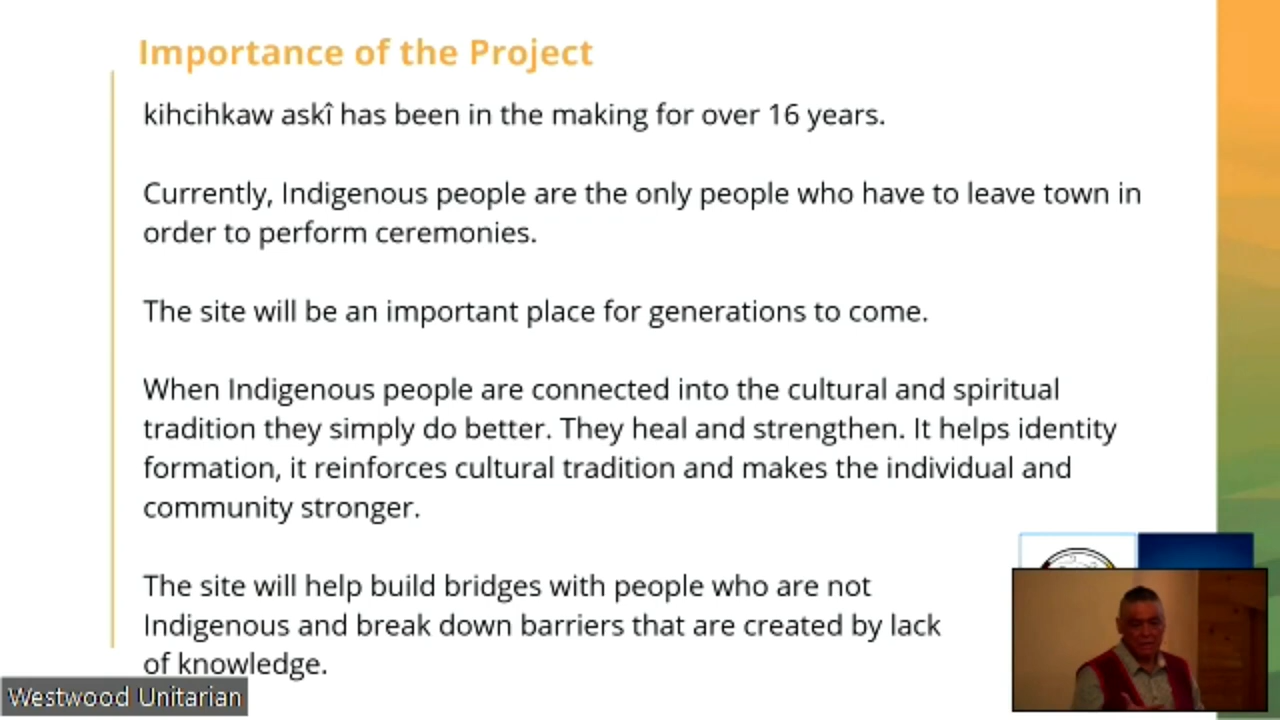 Importance of the Project
kihcihkaw askî has been in the making for over 16 years.
Currently, Indigenous people are the only people who have to leave town in
order to perform ceremonies.
The site will be an important place for generations to come.
When Indigenous people are connected into the cultural and spiritual
tradition they simply do better. They heal and strengthen. It helps identity
formation, it reinforces cultural tradition and makes the individual and
community stronger.
The site will help build bridges with people who are not
Indigenous and break down barriers that are created by lack
of knowledge.
Westwood Unitarian